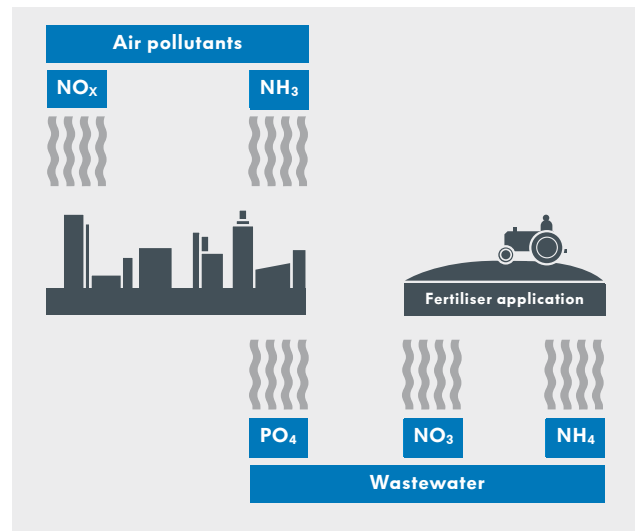 Air pollutants
NOₓ
NH₃
Fertiliser application
PO₄
NO₃
NH₄
Wastewater